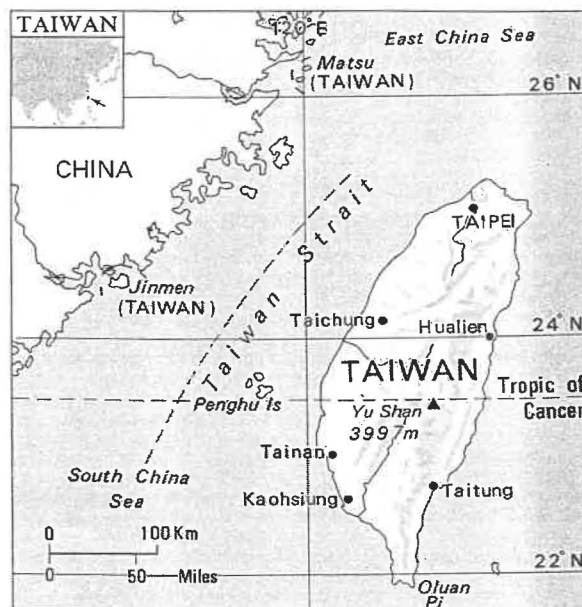 TAIWAN
120°E
East China Sea
Matsu
(TAIWAN)
26°N
CHINA
TAIPEI
Taiwan Strait
Jinmen
(TAIWAN)
Taichung
Hualien
24°N
TAIWAN
Tropic of
Cancer
Penghu Is
Yu Shan
3997m
Tainan
South China
Sea
Kaohsiung
Taitung
0 100 Km
0 50 Miles
22°N
Oluan
Pi